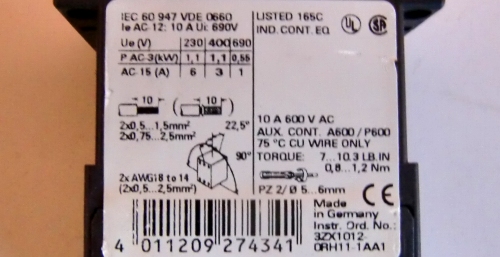 IEC 60 947 VDE 0660
Ie AC-12: 10 A Ui: 690V
Ue (V) 230 400 690
P AC-3(kW) 1,1 1,1 0,55
AC-15 (A) 6 3 1
10 10
2x0,5...1,5mm²
2x0,75...2,5mm²
22,5°
90°
2x AWG18 to 14
(2x0,5...2,5mm²)
LISTED 165C
IND. CONT. EQ.
UL
10 A 600 V AC
AUX. CONT. A600 / P600
75 °C CU WIRE ONLY
TORQUE: 7...10.3 LB.IN
0,8...1,2 Nm
PZ 2/ Ø 5...6mm
CE
Made
in Germany
Instr. Ord. No.:
3ZX1012-
0RH11-1AA1
4 011209 274341